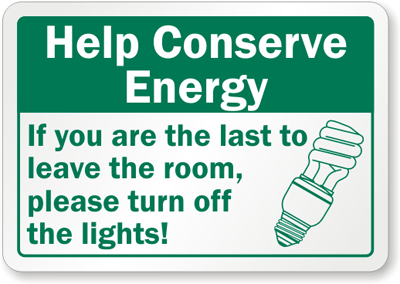 Help Conserve
Energy
If you are the last to
leave the room,
please turn off
the lights!